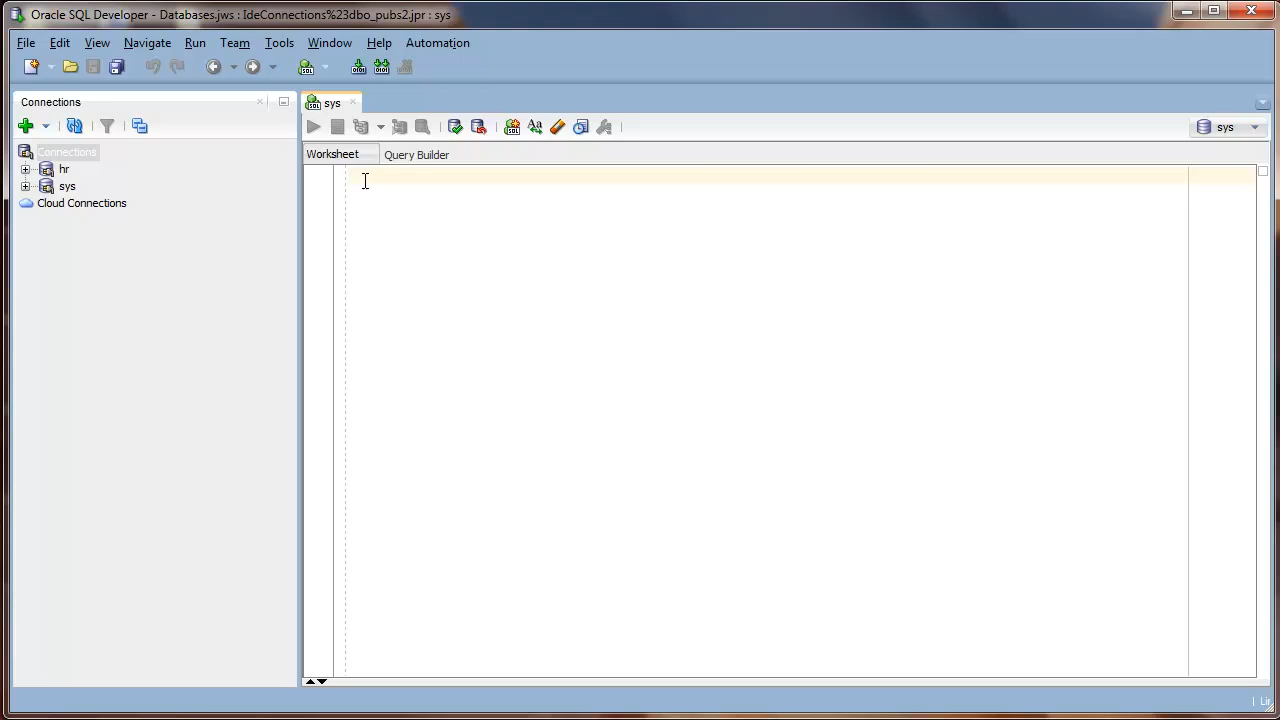 Oracle SQL Developer - Databases.jws : IdeConnections%23dbo_pubs2.jpr : sys
File Edit View Navigate Run Team Tools Window Help Automation
Connections
sys
sys
Worksheet
Query Builder
Connections
hr
sys
Cloud Connections